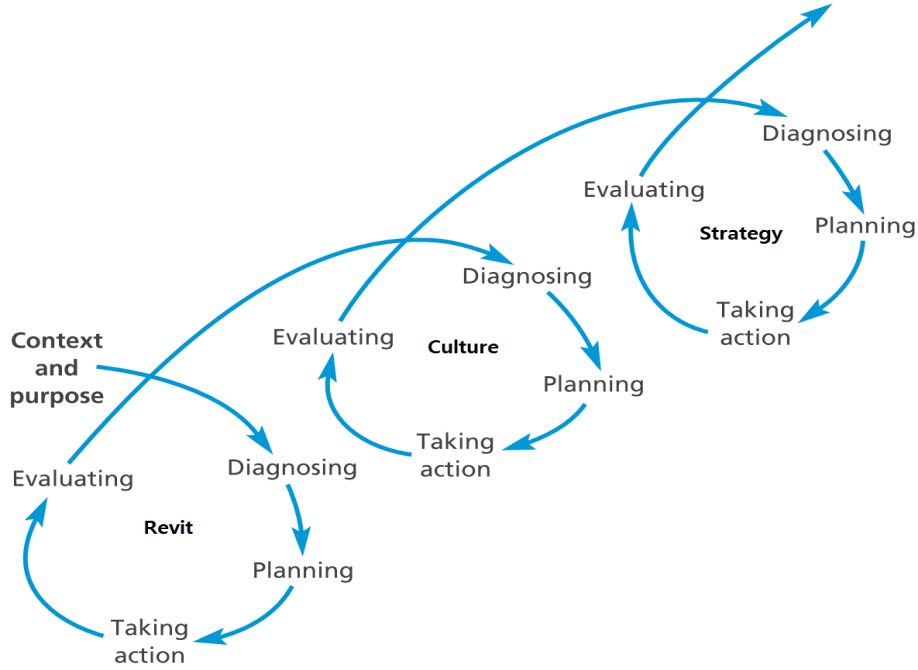 Diagnosing
Evaluating
Strategy
Planning
Taking
action
Diagnosing
Evaluating
Culture
Planning
Taking
action
Context
and
purpose
Diagnosing
Evaluating
Revit
Planning
Taking
action